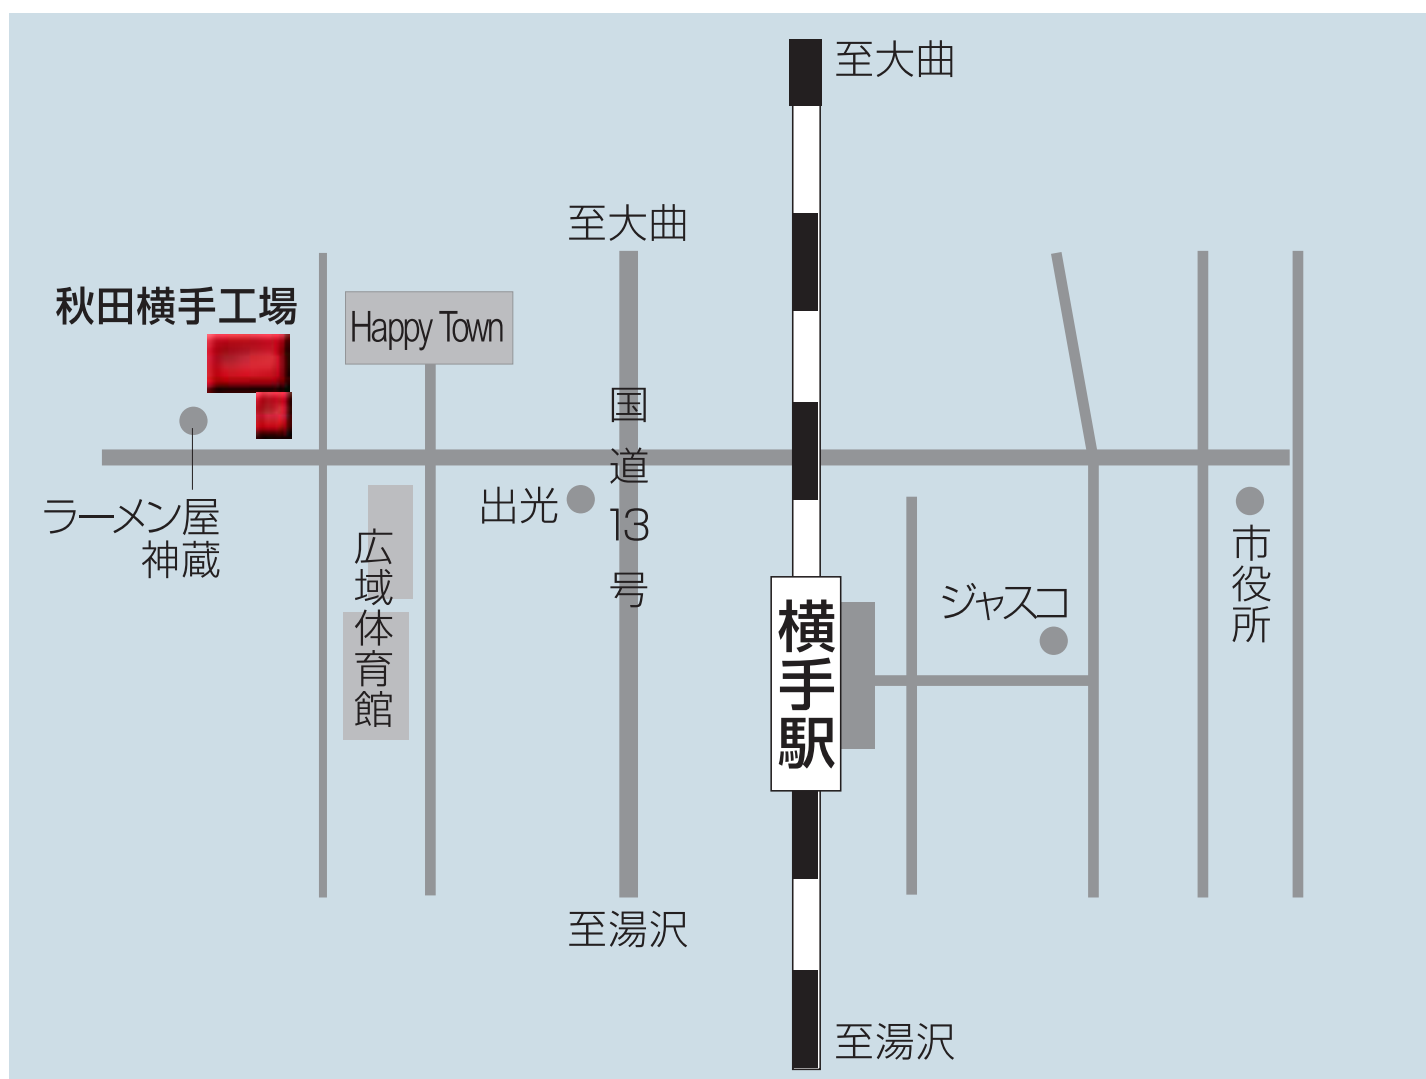 至大曲
至大曲
秋田横手工場
Happy Town
国道13号
ラーメン屋
神蔵
出光
広域体育館
市役所
ジャスコ
横手駅
至湯沢
至湯沢